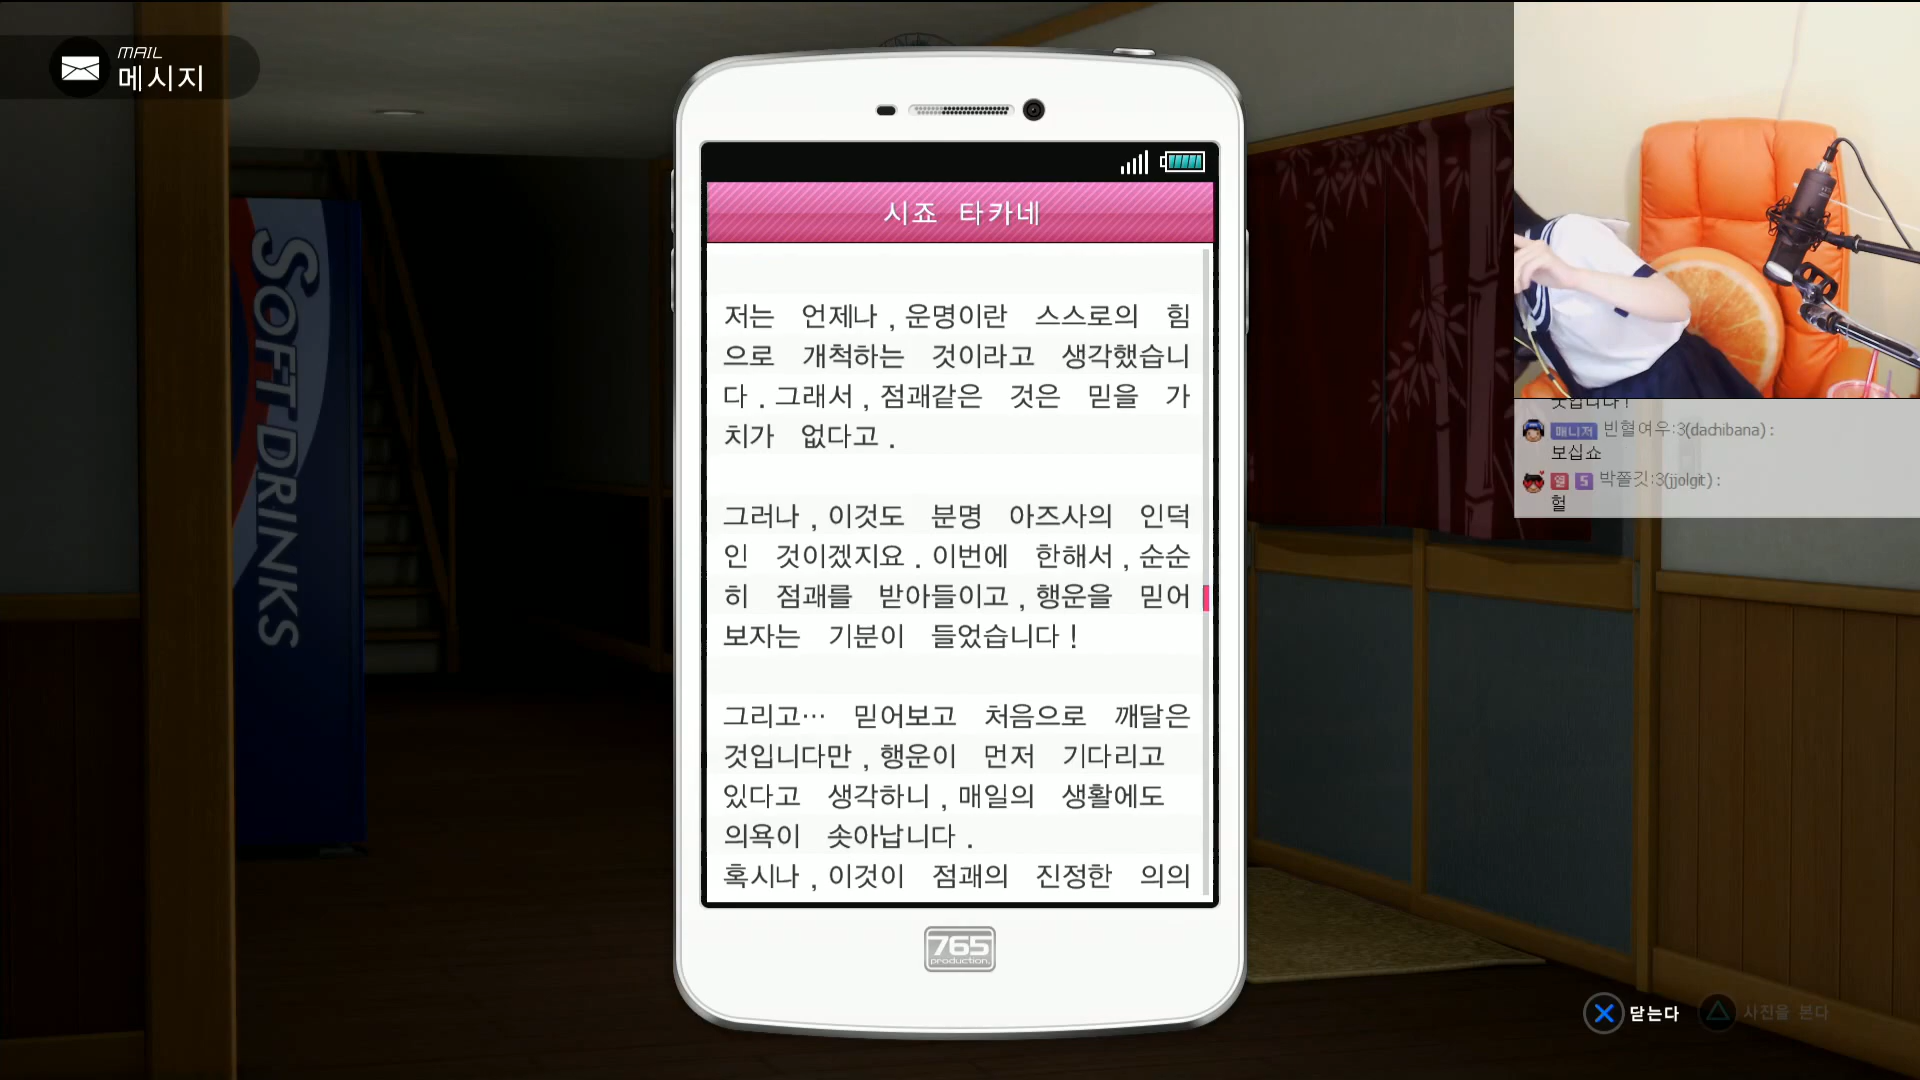 MAIL
메시지
SOFT DRINKS
시죠 타카네
저는 언제나, 운명이란 스스로의 힘
으로 개척하는 것이라고 생각했습니
다. 그래서, 점괘같은 것은 믿을 가
치가 없다고.
그러나, 이것도 분명 아즈사의 인덕
인 것이겠지요. 이번에 한해서, 순순
히 점괘를 받아들이고, 행운을 믿어
보자는 기분이 들었습니다!
그리고… 믿어보고 처음으로 깨달은
것입니다만, 행운이 먼저 기다리고
있다고 생각하니, 매일의 생활에도
의욕이 솟아납니다.
혹시나, 이것이 점괘의 진정한 의의
765
production
매니저 빈혈여우:3(dachibana) :
보십쇼
열 5 박쫄깃:3(jjolgit) :
헐
닫는다
사진을 본다